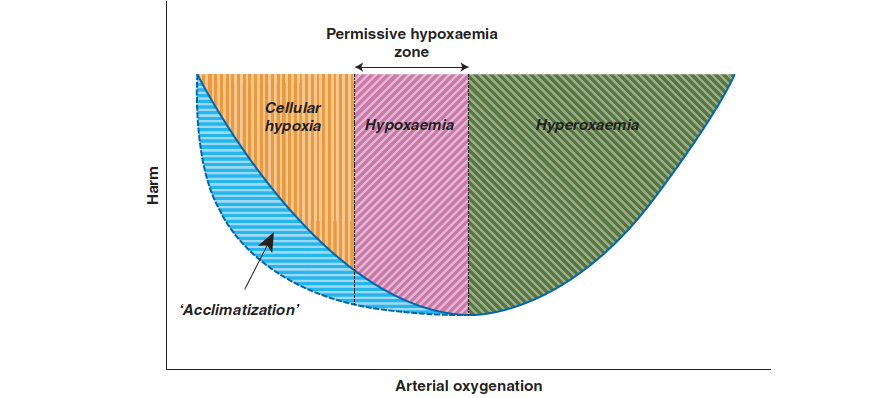 Permissive hypoxaemia
zone
Cellular
hypoxia
Hypoxaemia
Hyperoxaemia
Harm
‘Acclimatization’
Arterial oxygenation